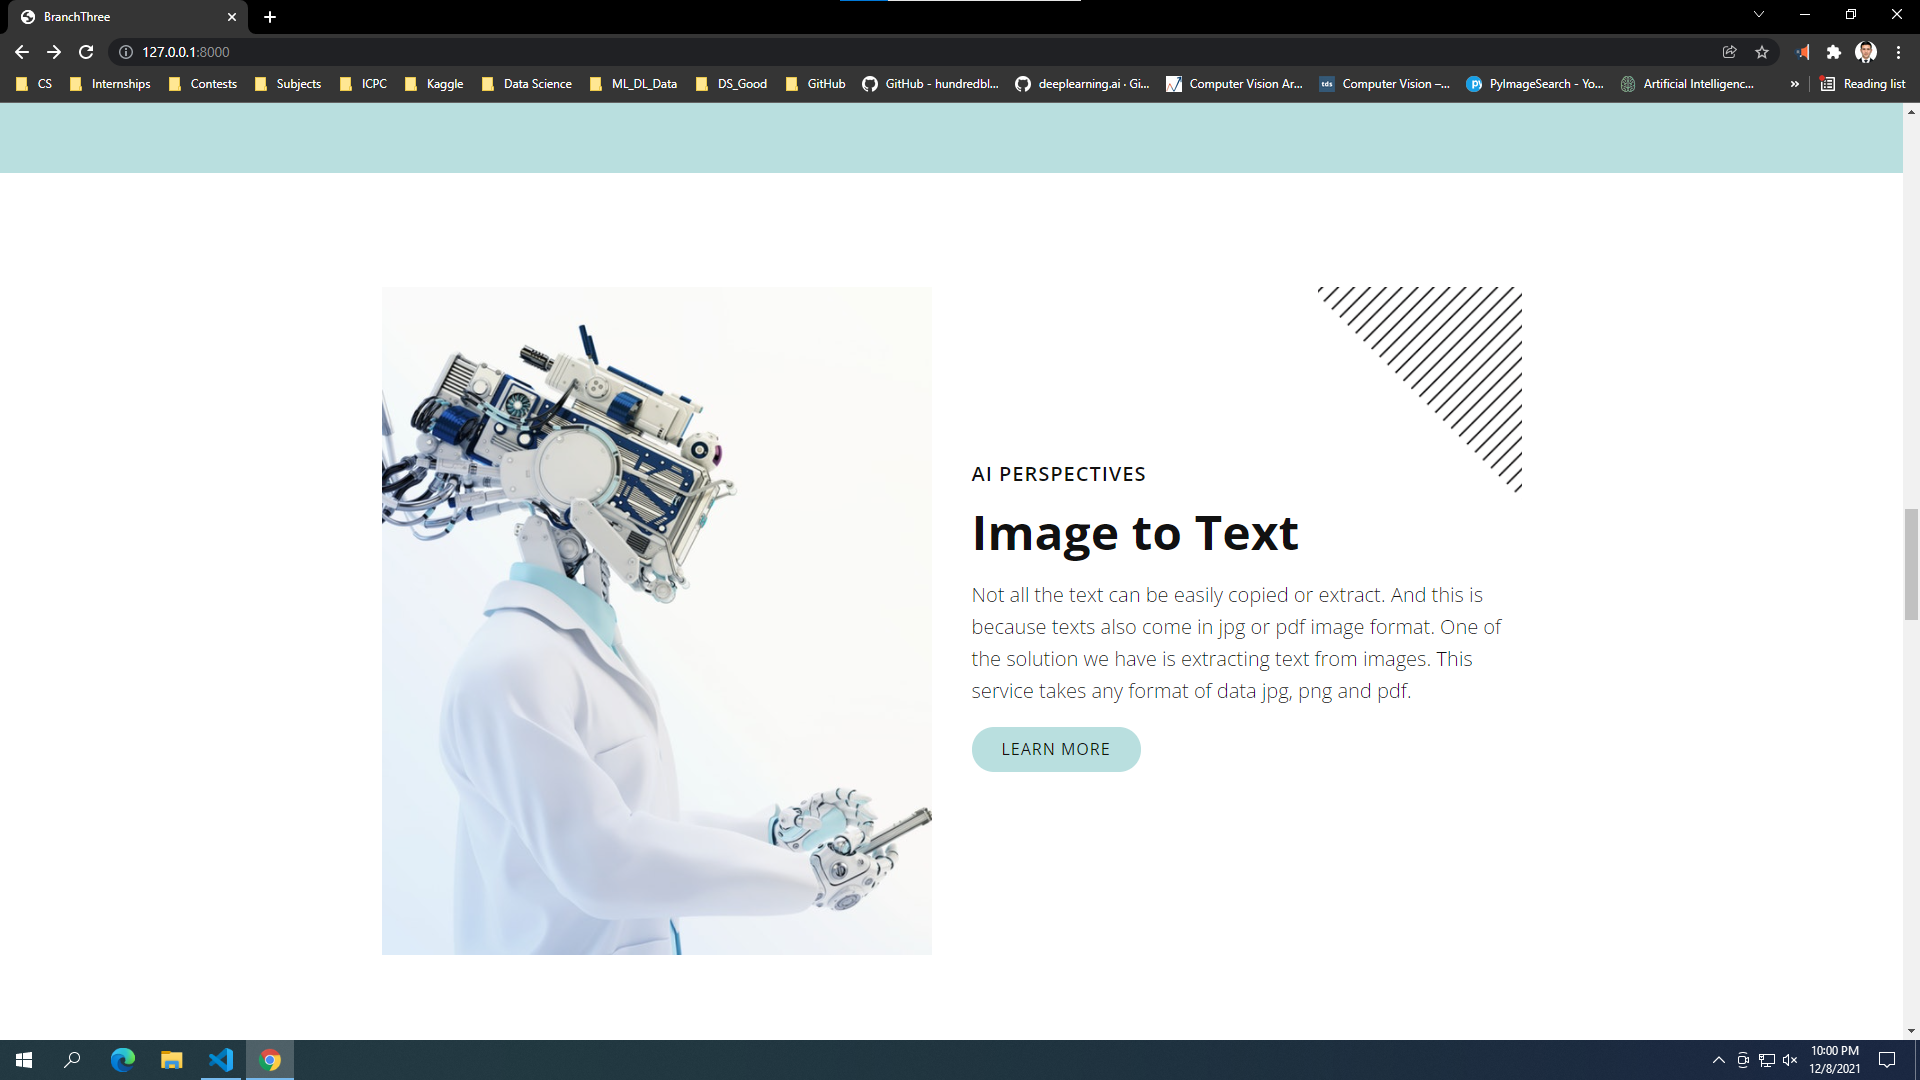 BranchThree
127.0.0.1:8000
CS Internships Contests Subjects ICPC Kaggle Data Science ML_DL_Data DS_Good GitHub GitHub - hundredbl... deeplearning.ai · Gi... Computer Vision Ar... tds Computer Vision –... PyImageSearch - Yo... Artificial Intelligenc... » Reading list
AI PERSPECTIVES
Image to Text
Not all the text can be easily copied or extract. And this is
because texts also come in jpg or pdf image format. One of
the solution we have is extracting text from images. This
service takes any format of data jpg, png and pdf.
LEARN MORE
10:00 PM
12/8/2021